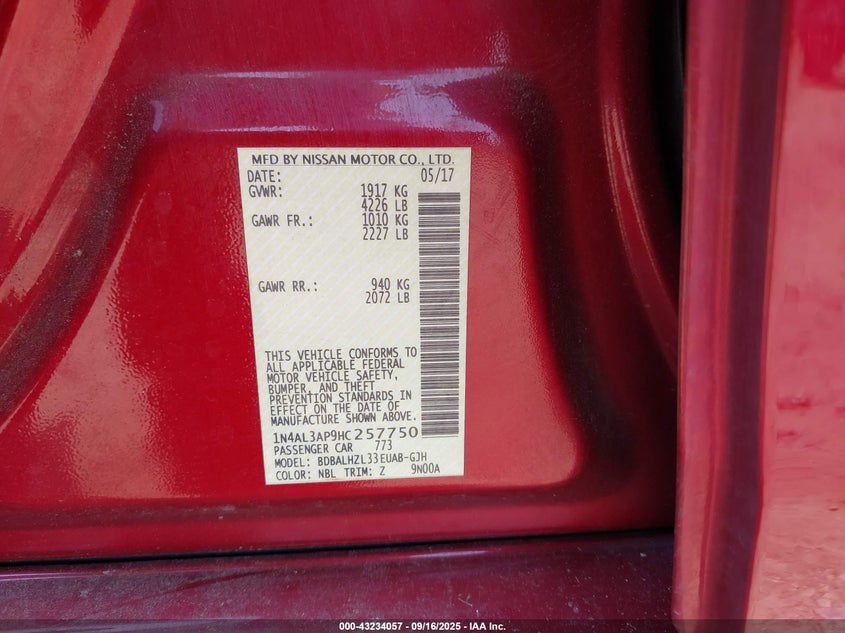 MFD BY NISSAN MOTOR CO., LTD.
DATE: 05/17
GVWR: 1917 KG
4226 LB
GAWR FR.: 1010 KG
2227 LB
GAWR RR.: 940 KG
2072 LB
THIS VEHICLE CONFORMS TO
ALL APPLICABLE FEDERAL
MOTOR VEHICLE SAFETY,
BUMPER, AND THEFT
PREVENTION STANDARDS IN
EFFECT ON THE DATE OF
MANUFACTURE SHOWN ABOVE.
1N4AL3AP9HC257750
PASSENGER CAR 773
MODEL: BDBALHZL33EUAB-GJH
COLOR: NBL TRIM: Z 9N00A
000-43234057 - 09/16/2025 - IAA Inc.